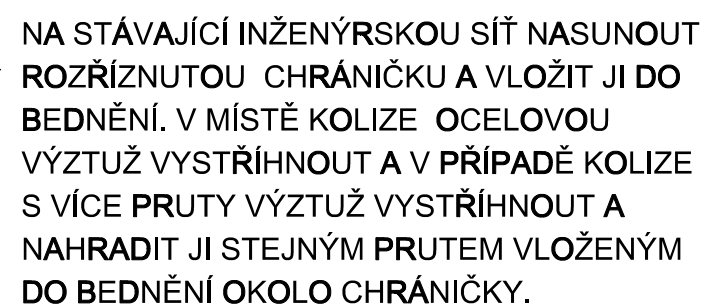 NA STÁVAJÍCÍ INŽENÝRSKOU SÍŤ NASUNOUT
ROZŘÍZNUTOU CHRÁNIČKU A VLOŽIT JI DO
BEDNĚNÍ. V MÍSTĚ KOLIZE OCELOVOU
VÝZTUŽ VYSTŘÍHNOUT A V PŘÍPADĚ KOLIZE
S VÍCE PRUTY VÝZTUŽ VYSTŘÍHNOUT A
NAHRADIT JI STEJNÝM PRUTEM VLOŽENÝM
DO BEDNĚNÍ OKOLO CHRÁNIČKY.